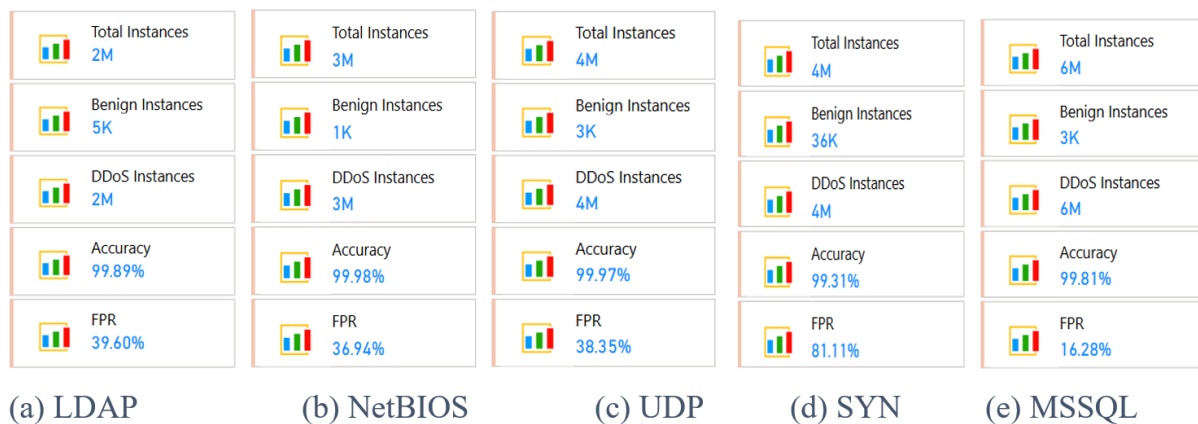 Total Instances
2M
Benign Instances
5K
DDoS Instances
2M
Accuracy
99.89%
FPR
39.60%
(a) LDAP
Total Instances
3M
Benign Instances
1K
DDoS Instances
3M
Accuracy
99.98%
FPR
36.94%
(b) NetBIOS
Total Instances
4M
Benign Instances
3K
DDoS Instances
4M
Accuracy
99.97%
FPR
38.35%
(c) UDP
Total Instances
4M
Benign Instances
36K
DDoS Instances
4M
Accuracy
99.31%
FPR
81.11%
(d) SYN
Total Instances
6M
Benign Instances
3K
DDoS Instances
6M
Accuracy
99.81%
FPR
16.28%
(e) MSSQL